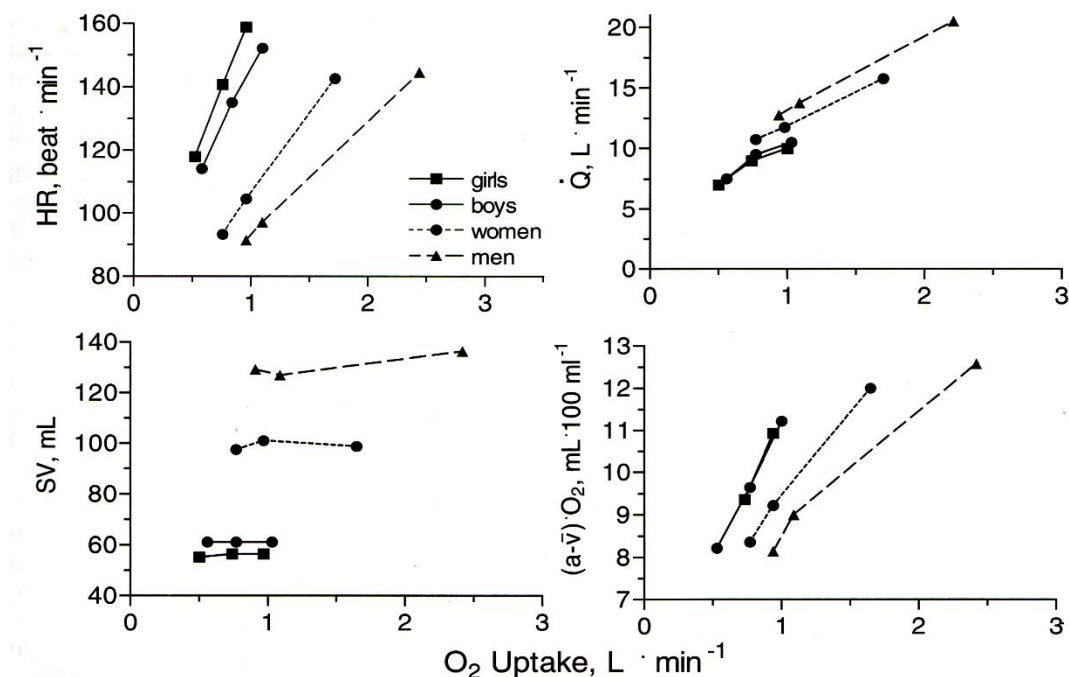 HR, beat · min⁻¹
160
140
120
100
80
0 1 2 3
girls
boys
women
men
Q̇, L · min⁻¹
20
15
10
5
0
0 1 2 3
SV, mL
140
120
100
80
60
40
0 1 2 3
(a-v̄)·O₂, mL·100 ml⁻¹
13
12
11
10
9
8
7
0 1 2 3
O₂ Uptake, L · min⁻¹